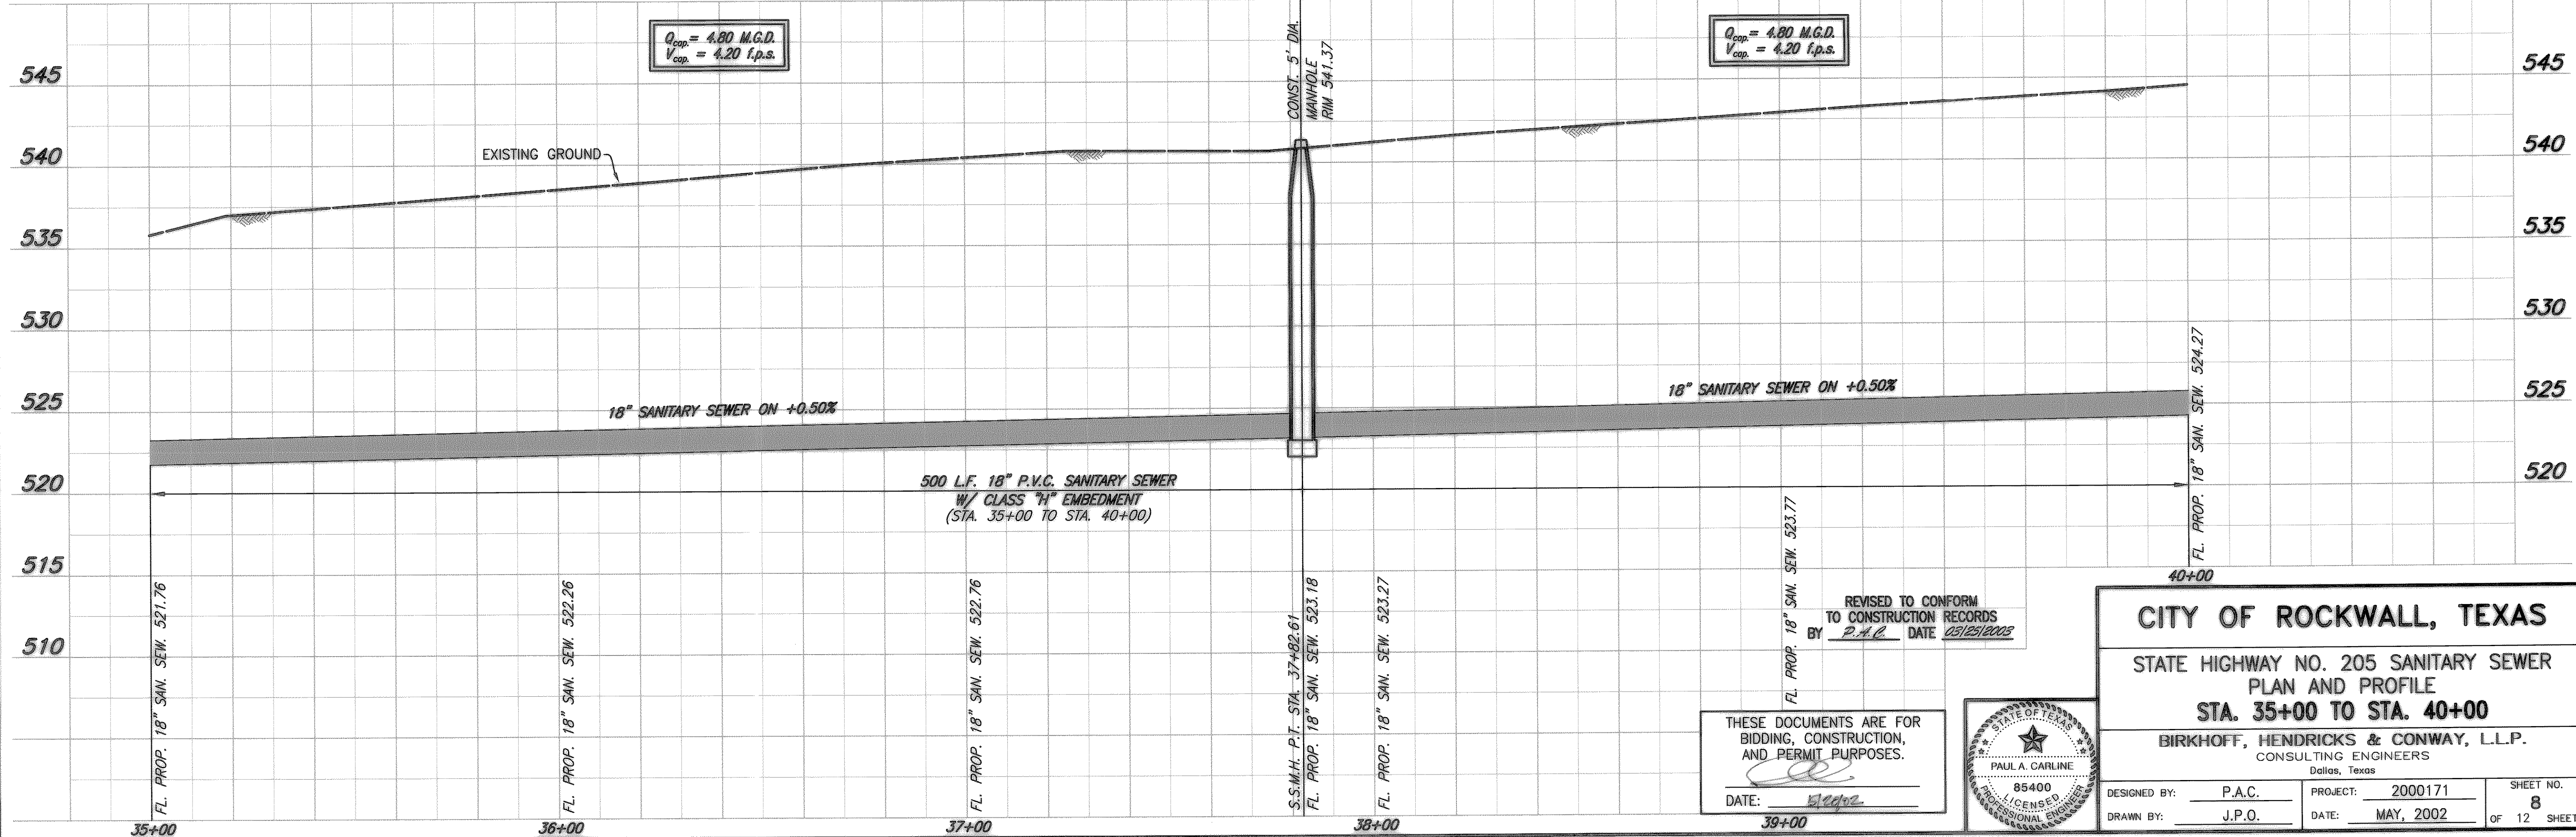 Qcap. = 4.80 M.G.D.
Vcap. = 4.20 f.p.s.
CONST. 5' DIA.
MANHOLE
RIM 541.37
Qcap. = 4.80 M.G.D.
Vcap. = 4.20 f.p.s.
545
545
EXISTING GROUND
540
540
535
535
530
530
18" SANITARY SEWER ON +0.50%
18" SANITARY SEWER ON +0.50%
525
525
500 L.F. 18" P.V.C. SANITARY SEWER
W/ CLASS "H" EMBEDMENT
(STA. 35+00 TO STA. 40+00)
520
520
515
510
FL. PROP. 18" SAN. SEW. 521.76
FL. PROP. 18" SAN. SEW. 522.26
FL. PROP. 18" SAN. SEW. 522.76
S.S.M.H. P.T. STA. 37+82.61
FL. PROP. 18" SAN. SEW. 523.18
FL. PROP. 18" SAN. SEW. 523.27
FL. PROP. 18" SAN. SEW. 523.77
FL. PROP. 18" SAN. SEW. 524.27
35+00
36+00
37+00
38+00
39+00
40+00
REVISED TO CONFORM
TO CONSTRUCTION RECORDS
BY P.A.C. DATE 03/25/2003
THESE DOCUMENTS ARE FOR
BIDDING, CONSTRUCTION,
AND PERMIT PURPOSES.
DATE:
STATE OF TEXAS
PAUL A. CARLINE
85400
LICENSED
PROFESSIONAL ENGINEER
CITY OF ROCKWALL, TEXAS
STATE HIGHWAY NO. 205 SANITARY SEWER
PLAN AND PROFILE
STA. 35+00 TO STA. 40+00
BIRKHOFF, HENDRICKS & CONWAY, L.L.P.
CONSULTING ENGINEERS
Dallas, Texas
DESIGNED BY: P.A.C.
DRAWN BY: J.P.O.
PROJECT: 2000171
DATE: MAY, 2002
SHEET NO.
8
OF 12 SHEET